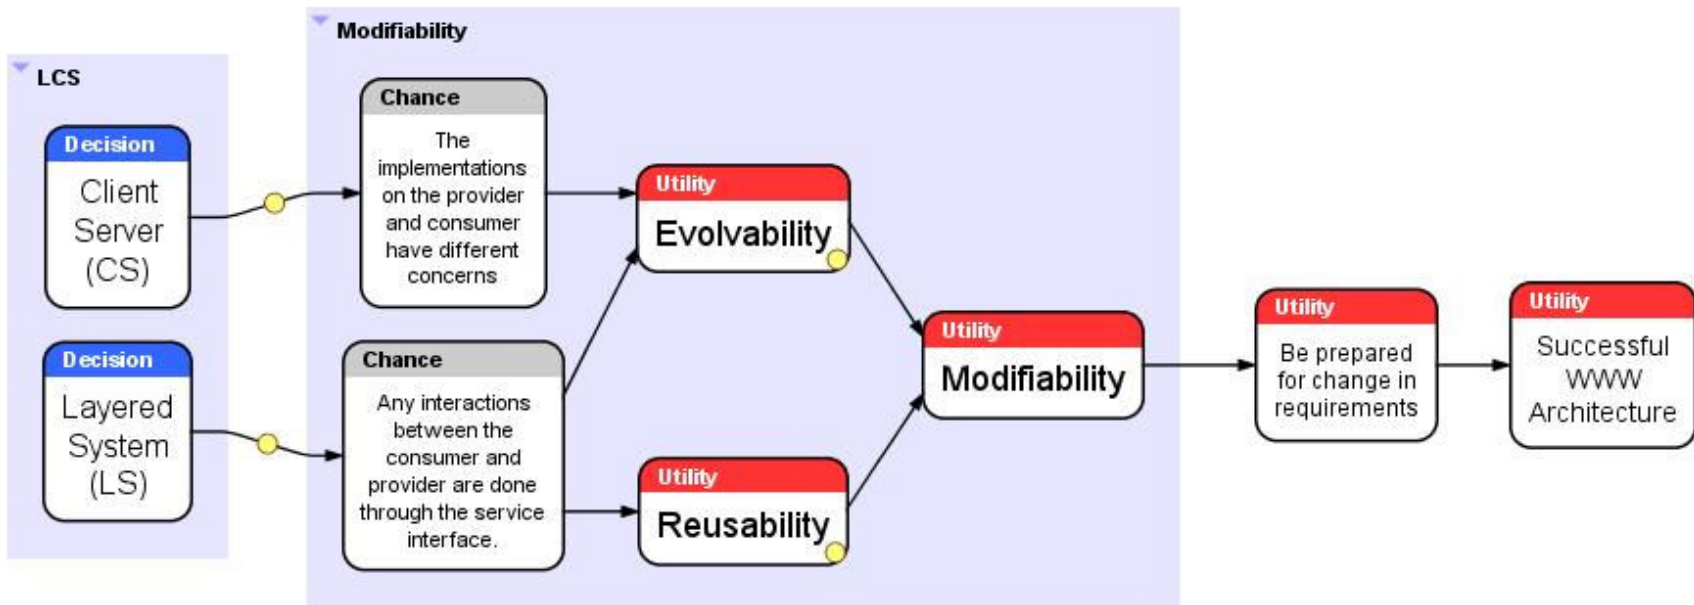 LCS
Decision
Client
Server
(CS)
Decision
Layered
System
(LS)
Modifiability
Chance
The
implementations
on the provider
and consumer
have different
concerns
Chance
Any interactions
between the
consumer and
provider are done
through the service
interface.
Utility
Evolvability
Utility
Reusability
Utility
Modifiability
Utility
Be prepared
for change in
requirements
Utility
Successful
WWW
Architecture